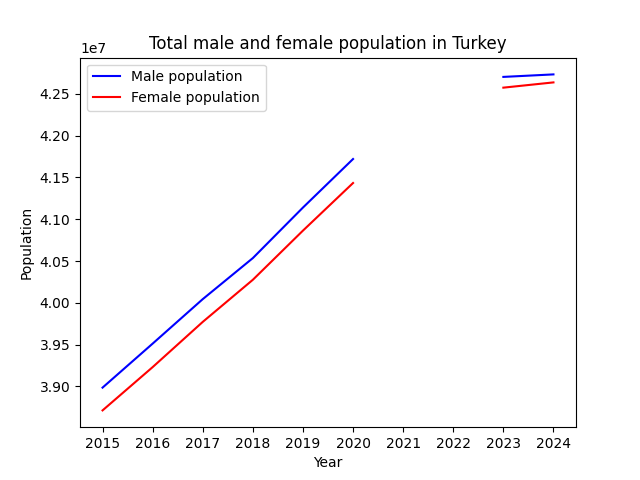 Total male and female population in Turkey
1e7
Male population
Female population
4.25
4.20
4.15
4.10
4.05
4.00
3.95
3.90
Population
2015 2016 2017 2018 2019 2020 2021 2022 2023 2024
Year